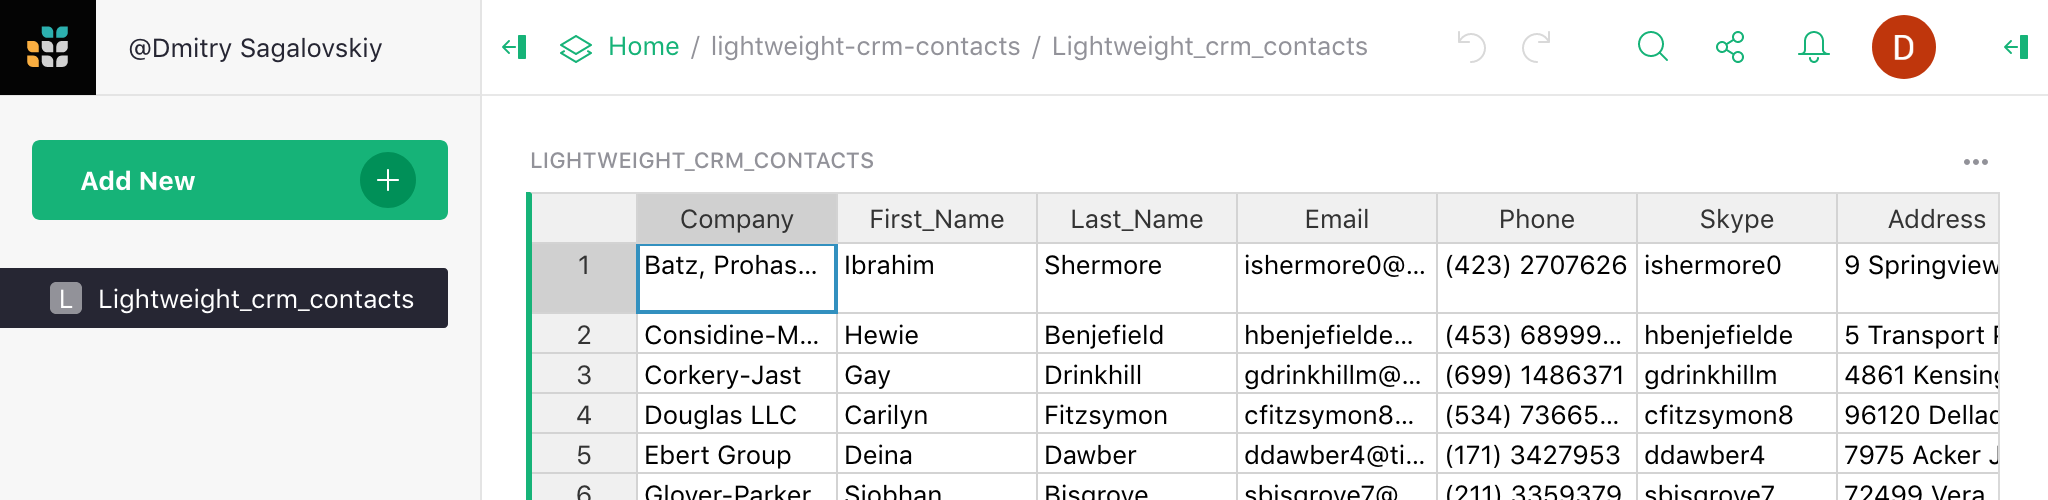 @Dmitry Sagalovskiy
Home / lightweight-crm-contacts / Lightweight_crm_contacts
D
Add New
L Lightweight_crm_contacts
LIGHTWEIGHT_CRM_CONTACTS
Company First_Name Last_Name Email Phone Skype Address
1 Batz, Prohas... Ibrahim Shermore ishermore0@... (423) 2707626 ishermore0 9 Springview
2 Considine-M... Hewie Benjefield hbenjefielde... (453) 68999... hbenjefielde 5 Transport
3 Corkery-Jast Gay Drinkhill gdrinkhillm@... (699) 1486371 gdrinkhillm 4861 Kensing
4 Douglas LLC Carilyn Fitzsymon cfitzsymon8... (534) 73665... cfitzsymon8 96120 Dellac
5 Ebert Group Deina Dawber ddawber4@ti... (171) 3427953 ddawber4 7975 Acker J
6 Glover-Parker Siobhan Bisgrove sbisgrove7@ (211) 3359379 sbisgrove7 72499 Vera